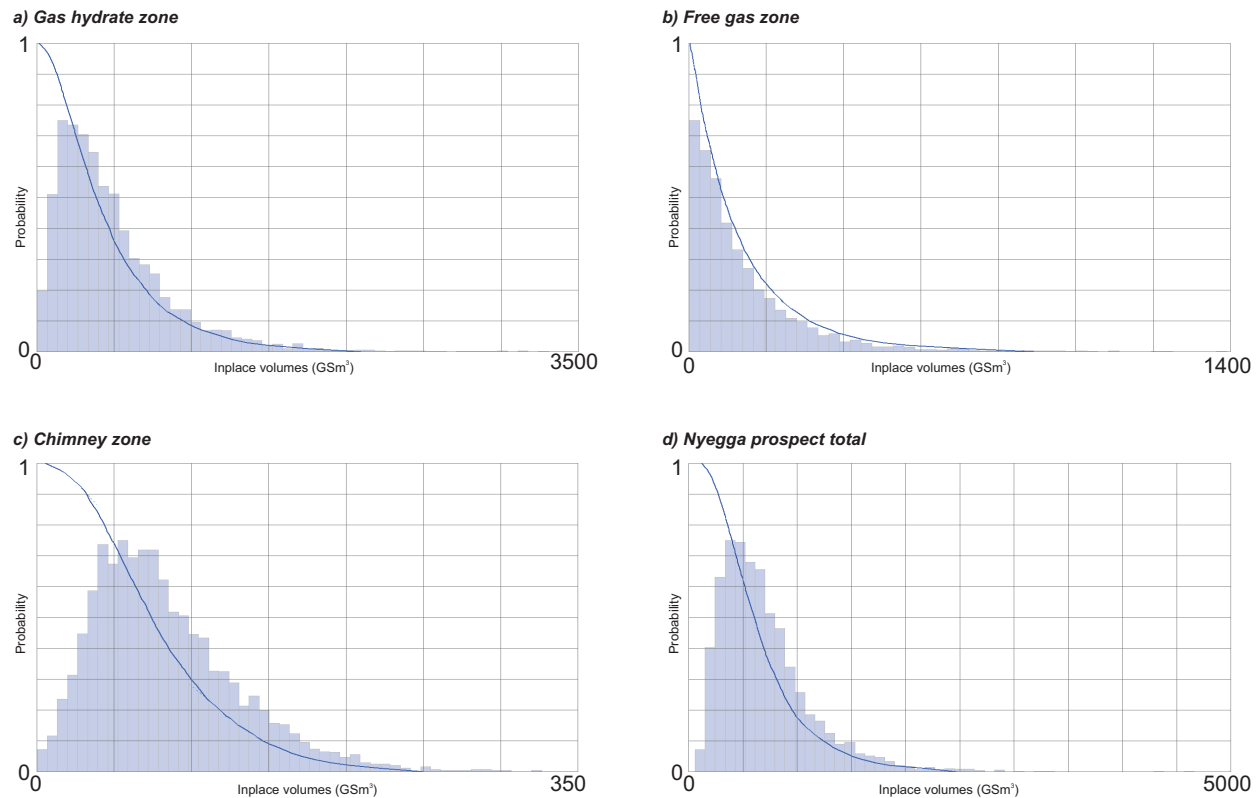 a) Gas hydrate zone
1
Probability
0
Inplace volumes (GSm³)
3500
b) Free gas zone
1
Probability
0
0
Inplace volumes (GSm³)
1400
c) Chimney zone
1
Probability
0
0
Inplace volumes (GSm³)
350
d) Nyegga prospect total
1
Probability
0
0
Inplace volumes (GSm³)
5000